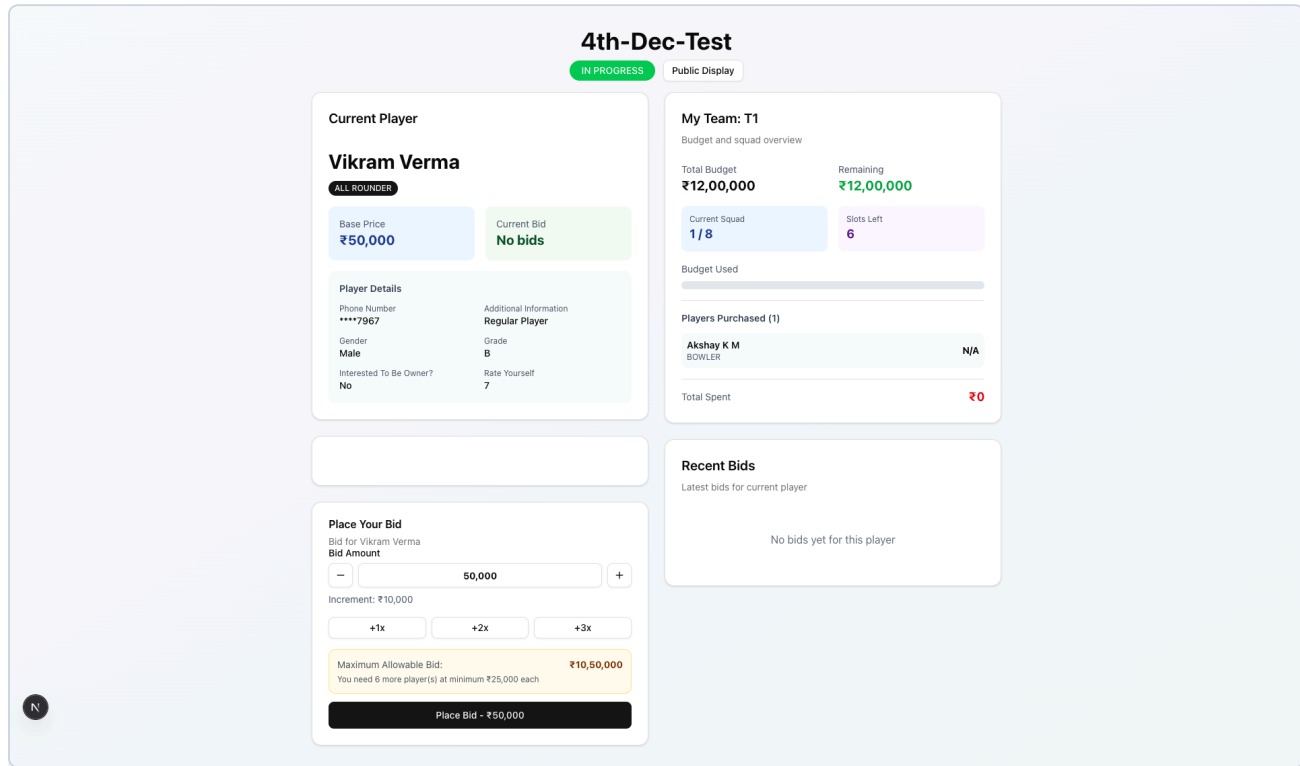 4th-Dec-Test
IN PROGRESS
Public Display
Current Player
Vikram Verma
ALL ROUNDER
Base Price
₹50,000
Current Bid
No bids
Player Details
Phone Number
****7967
Additional Information
Regular Player
Gender
Male
Grade
B
Interested To Be Owner?
No
Rate Yourself
7
Place Your Bid
Bid for Vikram Verma
Bid Amount
− 50,000 +
Increment: ₹10,000
+1x +2x +3x
Maximum Allowable Bid: ₹10,50,000
You need 6 more player(s) at minimum ₹25,000 each
Place Bid - ₹50,000
My Team: T1
Budget and squad overview
Total Budget
₹12,00,000
Remaining
₹12,00,000
Current Squad
1 / 8
Slots Left
6
Budget Used
Players Purchased (1)
Akshay K M
BOWLER
N/A
Total Spent ₹0
Recent Bids
Latest bids for current player
No bids yet for this player
N